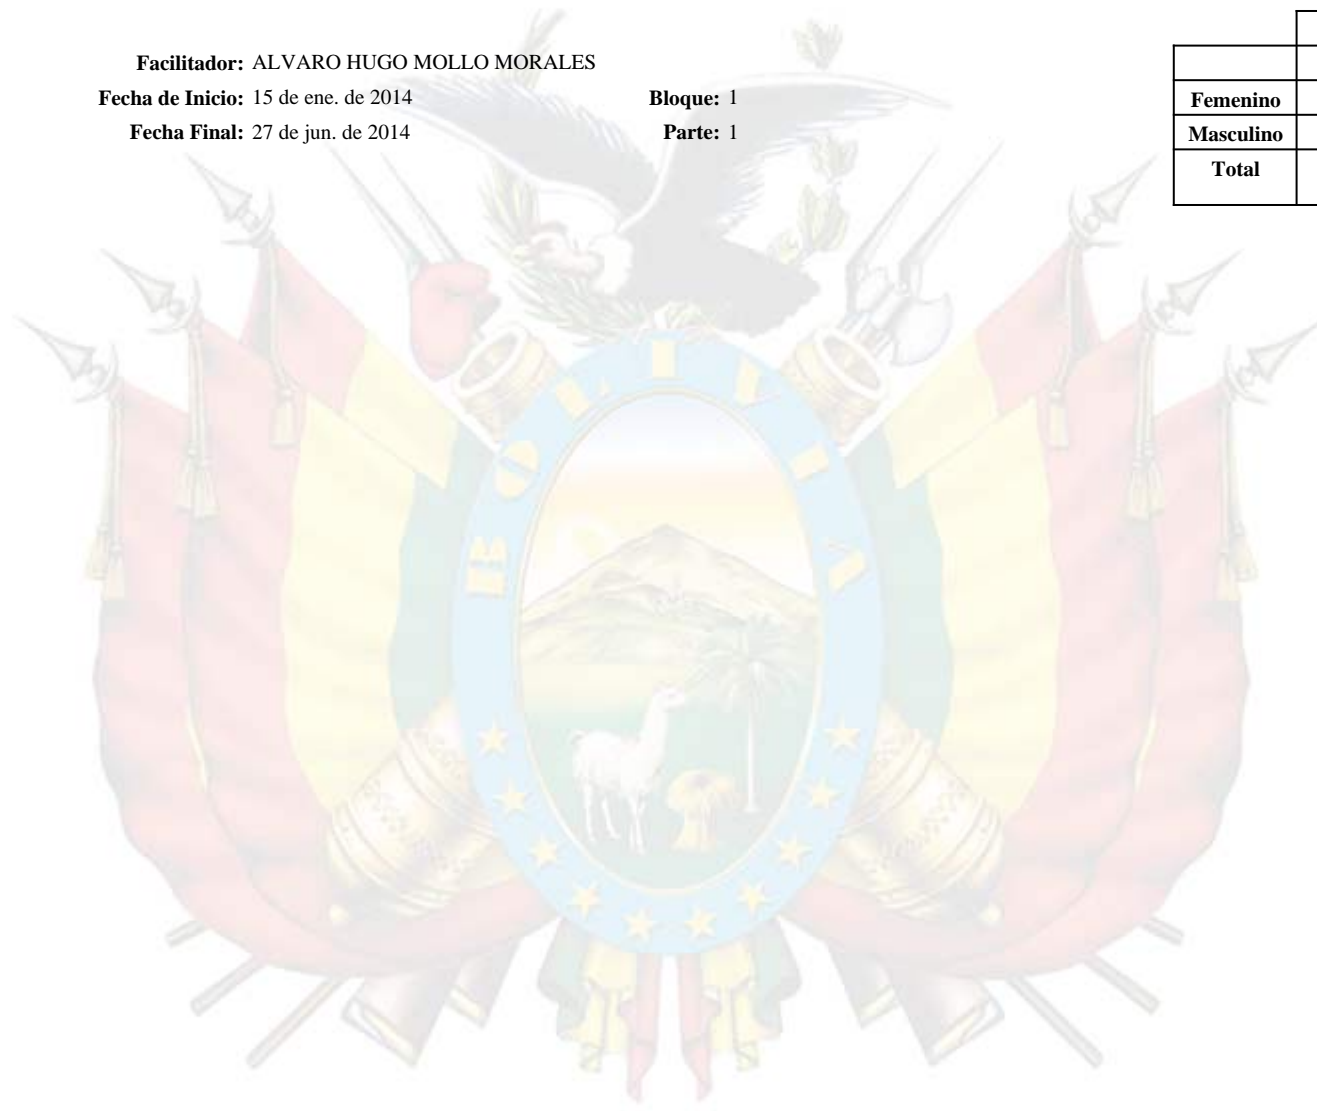 Facilitador: ALVARO HUGO MOLLO MORALES
Fecha de Inicio: 15 de ene. de 2014 Bloque: 1
Fecha Final: 27 de jun. de 2014 Parte: 1
Femenino
Masculino
Total
BOLIVIA